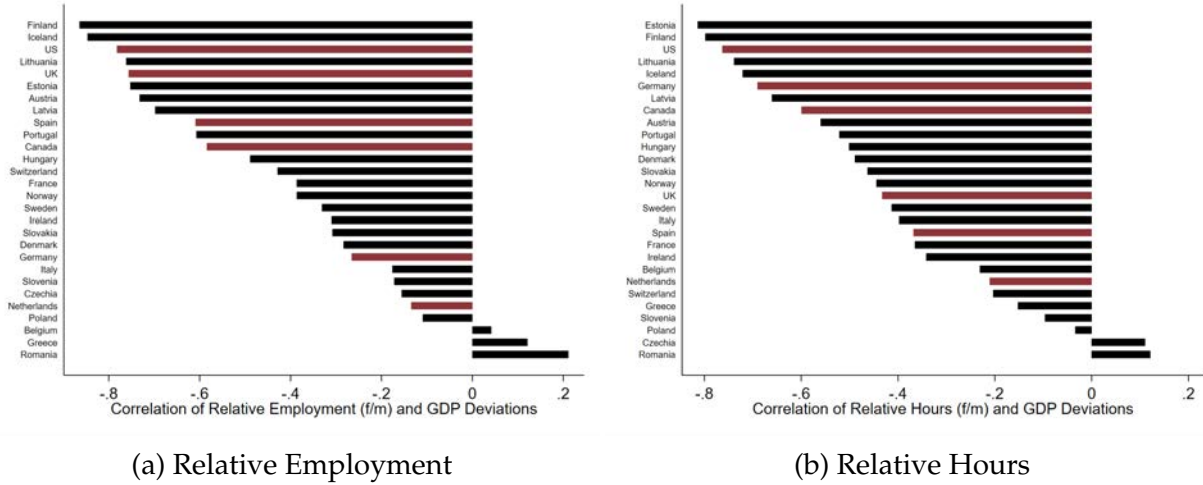 Finland
Iceland
US
Lithuania
UK
Estonia
Austria
Latvia
Spain
Portugal
Canada
Hungary
Switzerland
France
Norway
Sweden
Ireland
Slovakia
Denmark
Germany
Italy
Slovenia
Czechia
Netherlands
Poland
Belgium
Greece
Romania
-.8 -.6 -.4 -.2 0 .2
Correlation of Relative Employment (f/m) and GDP Deviations
(a) Relative Employment
Estonia
Finland
US
Lithuania
Iceland
Germany
Latvia
Canada
Austria
Portugal
Hungary
Denmark
Slovakia
Norway
UK
Sweden
Italy
Spain
France
Ireland
Belgium
Netherlands
Switzerland
Greece
Slovenia
Poland
Czechia
Romania
-.8 -.6 -.4 -.2 0 .2
Correlation of Relative Hours (f/m) and GDP Deviations
(b) Relative Hours